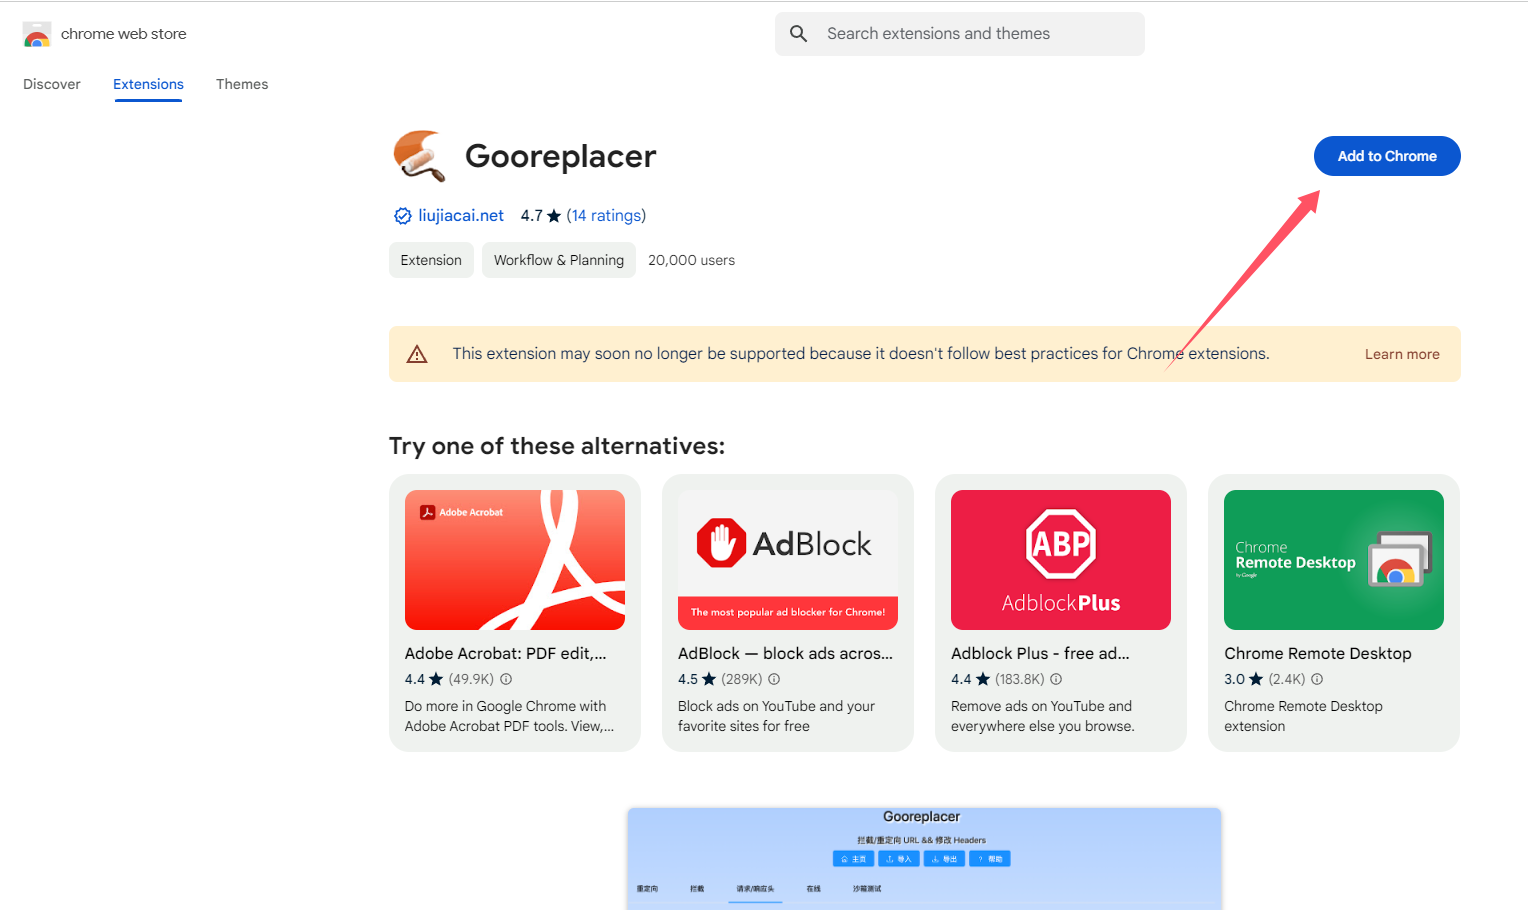 chrome web store
Search extensions and themes
Discover
Extensions
Themes
Gooreplacer
Add to Chrome
liujiacai.net
4.7 ★ (14 ratings)
Extension
Workflow & Planning
20,000 users
This extension may soon no longer be supported because it doesn't follow best practices for Chrome extensions.
Learn more
Try one of these alternatives:
Adobe Acrobat
Adobe Acrobat: PDF edit,...
4.4 ★ (49.9K)
Do more in Google Chrome with
Adobe Acrobat PDF tools. View,...
AdBlock
The most popular ad blocker for Chrome!
AdBlock — block ads acros...
4.5 ★ (289K)
Block ads on YouTube and your
favorite sites for free
ABP
AdblockPlus
Adblock Plus - free ad...
4.4 ★ (183.8K)
Remove ads on YouTube and
everywhere else you browse.
Chrome
Remote Desktop
by Google
Chrome Remote Desktop
3.0 ★ (2.4K)
Chrome Remote Desktop
extension
Gooreplacer
拦截/重定向 URL && 修改 Headers
主页
导入
导出
? 帮助
重定向
拦截
请求/响应头
在线
沙箱测试